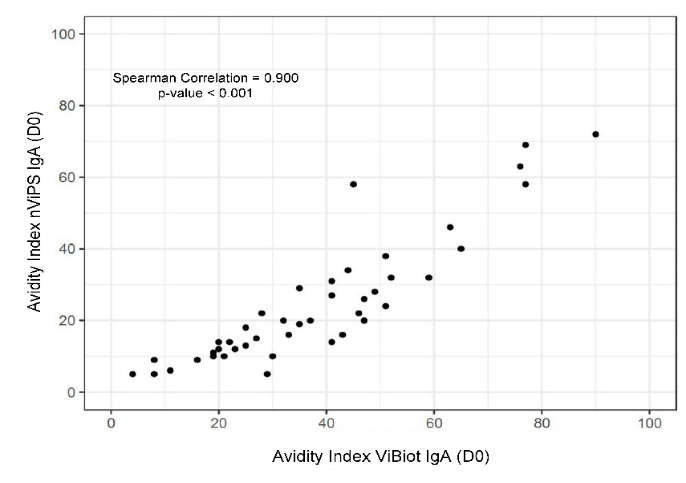 100
80
60
40
20
0
Spearman Correlation = 0.900
p-value < 0.001
Avidity Index nViPS IgA (D0)
0 20 40 60 80 100
Avidity Index ViBiot IgA (D0)